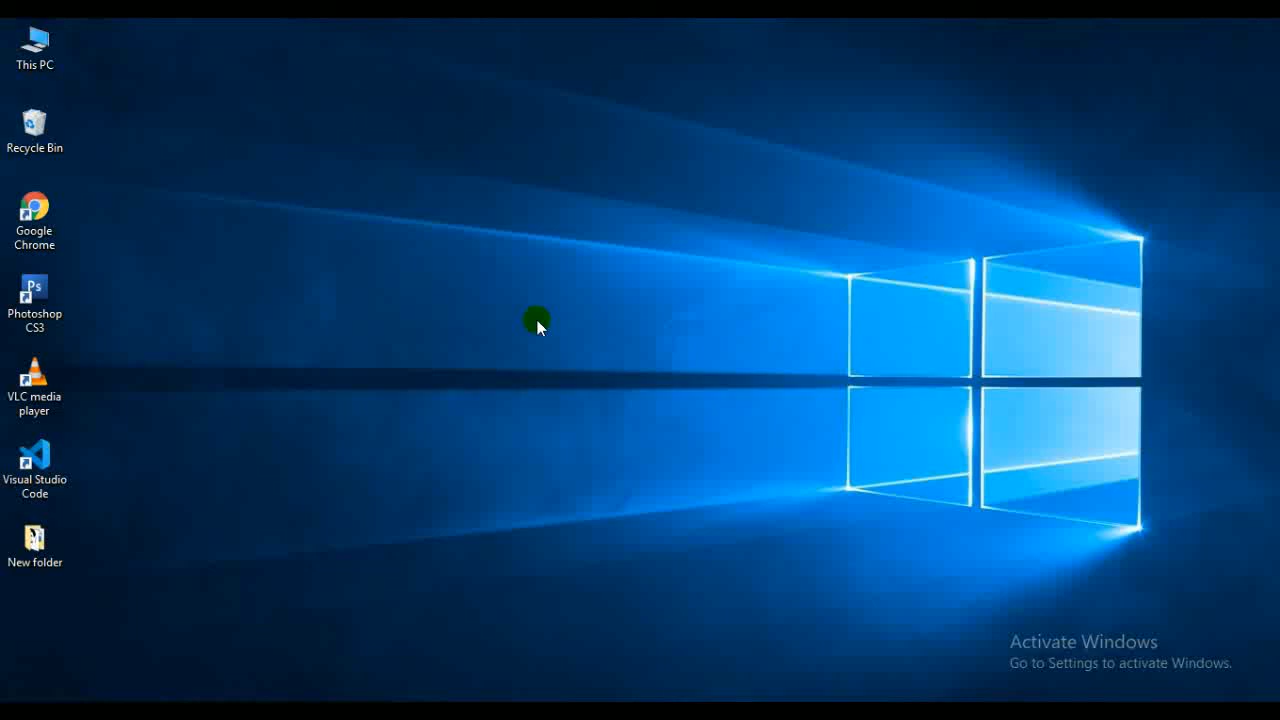 This PC
Recycle Bin
Google
Chrome
Ps
Photoshop
CS3
VLC media
player
Visual Studio
Code
New folder
Activate Windows
Go to Settings to activate Windows.